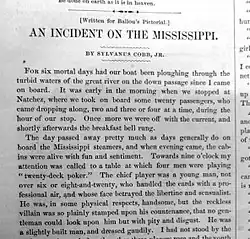 be done on earth as it is in heaven.
[Written for Ballou's Pictorial.]
AN INCIDENT ON THE MISSISSIPPI.
BY SYLVANUS COBB, JR.
FOR six mortal days had our boat been ploughing through the
turbid waters of the great river on the down passage since I came
on board. It was early in the morning when we stopped at
Natchez, where we took on board some twenty passengers, who
came dropping along, two and three or four at a time, during the
hour of our stop. Once more we were off with the current, and
shortly afterwards the breakfast bell rung.
The day passed away pretty much as days generally do on
board the Mississippi steamers, and when evening came, the ca-
bins were alive with fun and sentiment. Towards nine o'clock my
attention was called to a table at which four men were playing
"twenty-deck poker." The chief player was a young man, not
over six or eight-and-twenty, who handled the cards with a pro-
fessional air, and whose face betrayed the libertine and sensualist.
He was, in some physical respects, handsome, but the reckless
villain was so plainly stamped upon his countenance, that no gen-
tleman could look upon him but with pity and disgust. He was
a slightly built man, and dressed gaudily. I had not stood by the